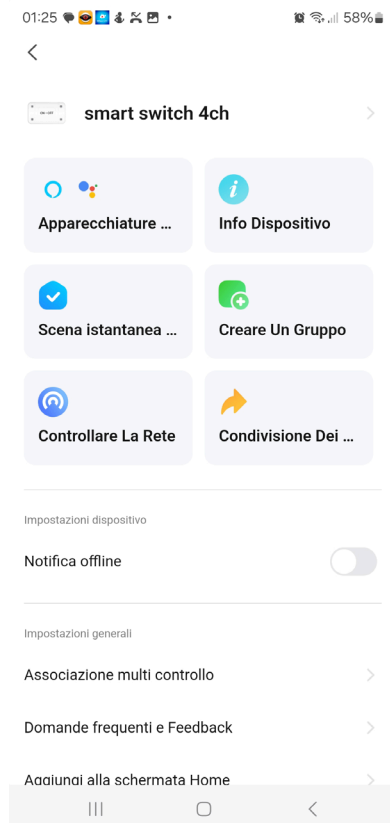 01:25
58%
smart switch 4ch
Apparecchiature ...
Info Dispositivo
Scena istantanea ...
Creare Un Gruppo
Controllare La Rete
Condivisione Dei ...
Impostazioni dispositivo
Notifica offline
Impostazioni generali
Associazione multi controllo
Domande frequenti e Feedback
Aggiungi alla schermata Home